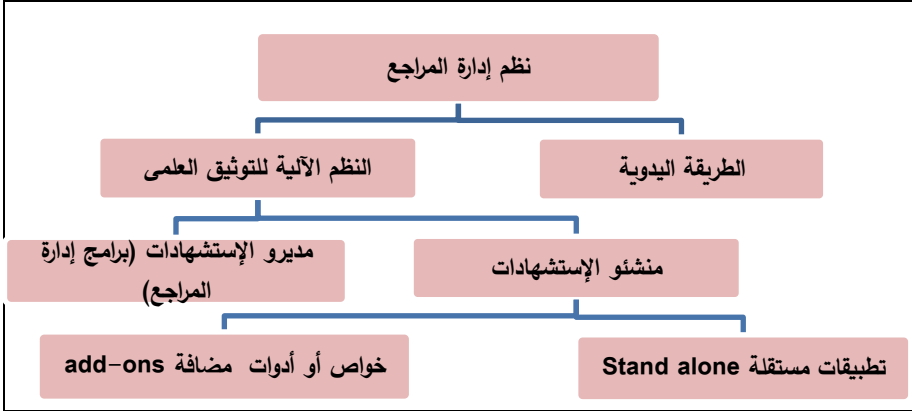 نظم إدارة المراجع
الطريقة اليدوية
النظم الآلية للتوثيق العلمى
منشئو الإستشهادات
مديرو الإستشهادات (برامج إدارة
المراجع)
تطبيقات مستقلة Stand alone
خواص أو أدوات مضافة add-ons